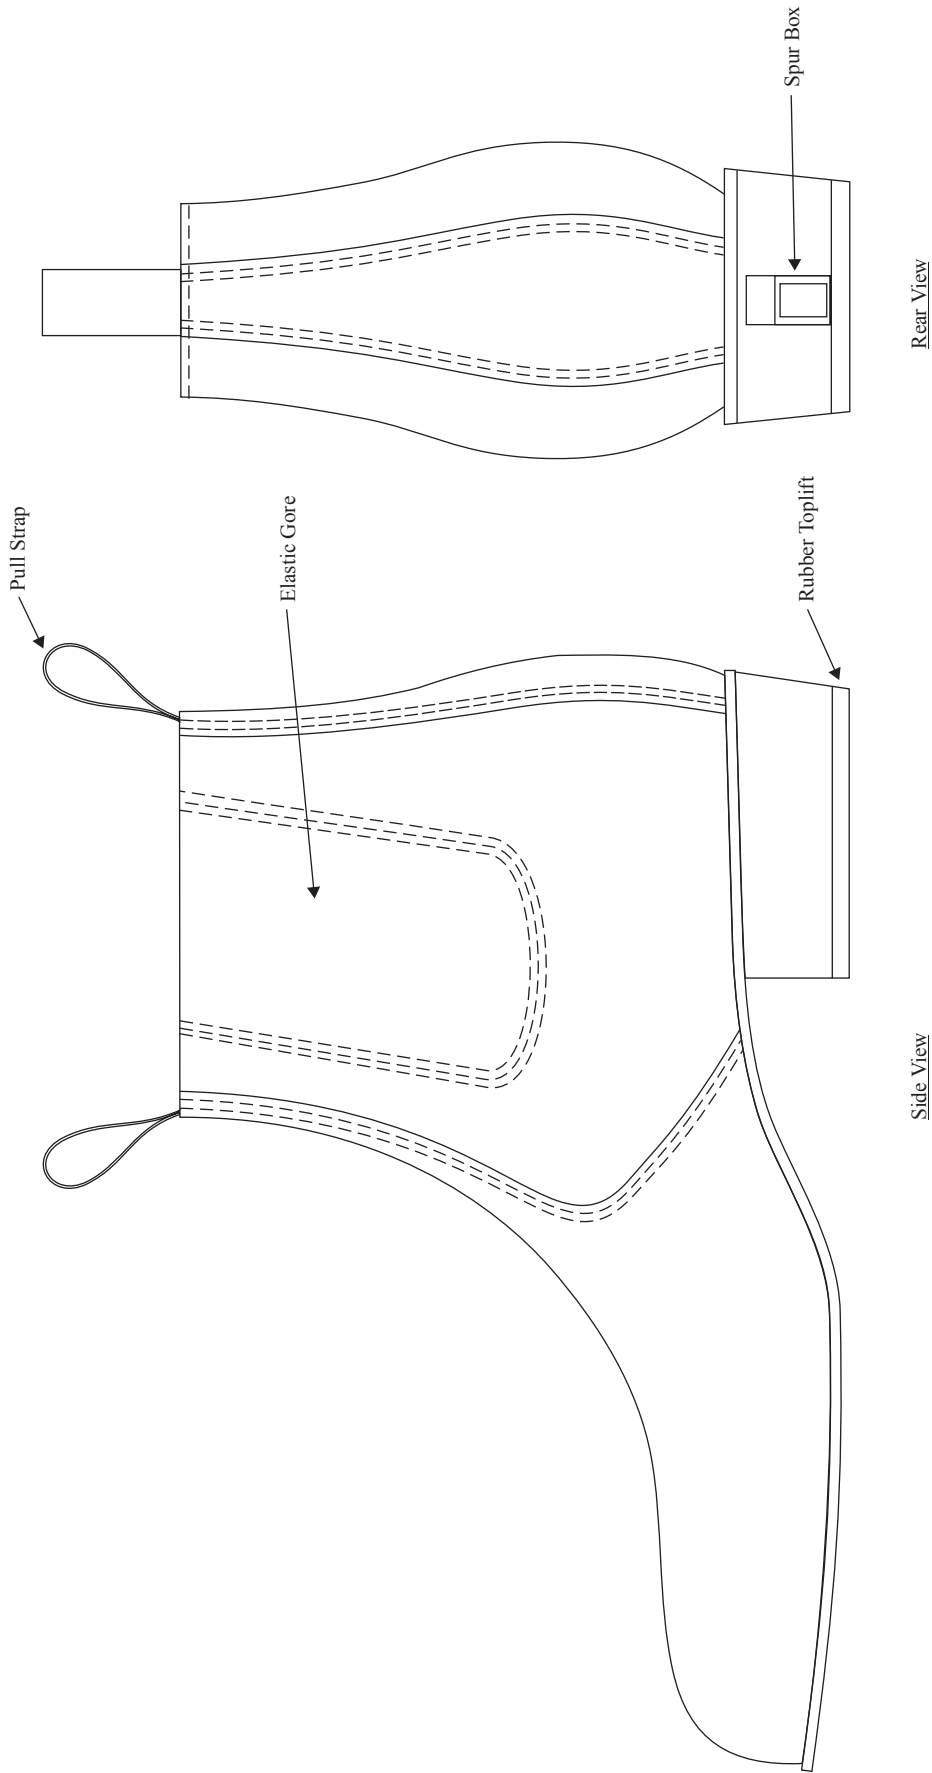 Pull Strap
Elastic Gore
Rubber Toplift
Spur Box
Side View
Rear View